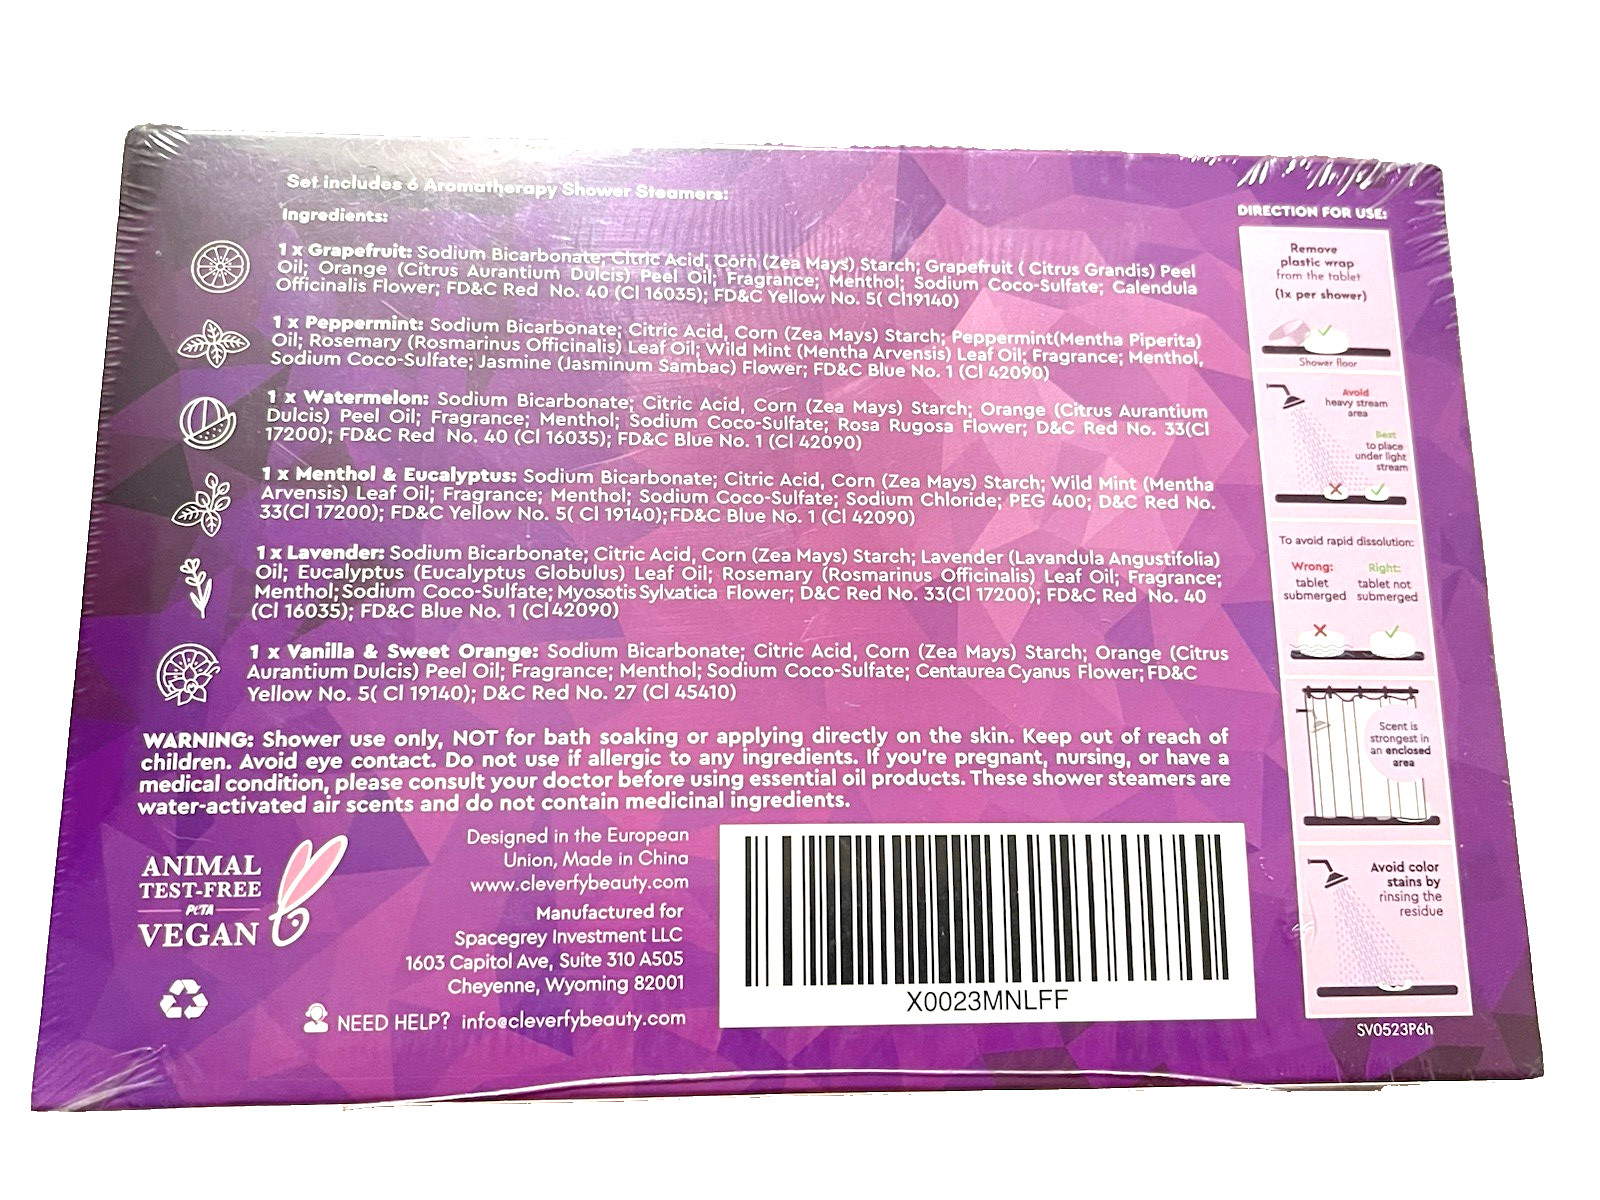 Set includes 6 Aromatherapy Shower Steamers:
Ingredients:
1 x Grapefruit: Sodium Bicarbonate; Citric Acid, Corn (Zea Mays) Starch; Grapefruit ( Citrus Grandis) Peel
Oil; Orange (Citrus Aurantium Dulcis) Peel Oil; Fragrance; Menthol; Sodium Coco-Sulfate; Calendula
Officinalis Flower; FD&C Red No. 40 (Cl 16035); FD&C Yellow No. 5( Cl19140)
1 x Peppermint: Sodium Bicarbonate; Citric Acid, Corn (Zea Mays) Starch; Peppermint(Mentha Piperita)
Oil; Rosemary (Rosmarinus Officinalis) Leaf Oil; Wild Mint (Mentha Arvensis) Leaf Oil; Fragrance; Menthol,
Sodium Coco-Sulfate; Jasmine (Jasminum Sambac) Flower; FD&C Blue No. 1 (Cl 42090)
1 x Watermelon: Sodium Bicarbonate; Citric Acid, Corn (Zea Mays) Starch; Orange (Citrus Aurantium
Dulcis) Peel Oil; Fragrance; Menthol; Sodium Coco-Sulfate; Rosa Rugosa Flower; D&C Red No. 33(Cl
17200); FD&C Red No. 40 (Cl 16035); FD&C Blue No. 1 (Cl 42090)
1 x Menthol & Eucalyptus: Sodium Bicarbonate; Citric Acid, Corn (Zea Mays) Starch; Wild Mint (Mentha
Arvensis) Leaf Oil; Fragrance; Menthol; Sodium Coco-Sulfate; Sodium Chloride; PEG 400; D&C Red No.
33(Cl 17200); FD&C Yellow No. 5( Cl 19140);FD&C Blue No. 1 (Cl 42090)
1 x Lavender: Sodium Bicarbonate; Citric Acid, Corn (Zea Mays) Starch; Lavender (Lavandula Angustifolia)
Oil; Eucalyptus (Eucalyptus Globulus) Leaf Oil; Rosemary (Rosmarinus Officinalis) Leaf Oil; Fragrance;
Menthol; Sodium Coco-Sulfate; Myosotis Sylvatica Flower; D&C Red No. 33(Cl 17200); FD&C Red No. 40
(Cl 16035); FD&C Blue No. 1 (Cl 42090)
1 x Vanilla & Sweet Orange: Sodium Bicarbonate; Citric Acid, Corn (Zea Mays) Starch; Orange (Citrus
Aurantium Dulcis) Peel Oil; Fragrance; Menthol; Sodium Coco-Sulfate; Centaurea Cyanus Flower; FD&C
Yellow No. 5( Cl 19140); D&C Red No. 27 (Cl 45410)
WARNING: Shower use only, NOT for bath soaking or applying directly on the skin. Keep out of reach of
children. Avoid eye contact. Do not use if allergic to any ingredients. If you're pregnant, nursing, or have a
medical condition, please consult your doctor before using essential oil products. These shower steamers are
water-activated air scents and do not contain medicinal ingredients.
ANIMAL
TEST-FREE
PETA
VEGAN
Designed in the European
Union, Made in China
www.cleverfybeauty.com
Manufactured for
Spacegrey Investment LLC
1603 Capitol Ave, Suite 310 A505
Cheyenne, Wyoming 82001
NEED HELP? info@cleverfybeauty.com
X0023MNLFF
DIRECTION FOR USE:
Remove
plastic wrap
from the tablet
(1x per shower)
Shower floor
Avoid
heavy stream
area
Best
to place
under light
stream
To avoid rapid dissolution:
Wrong:
tablet
submerged
Right:
tablet not
submerged
Scent is
strongest in
an enclosed
area
Avoid color
stains by
rinsing the
residue
SV0523P6h